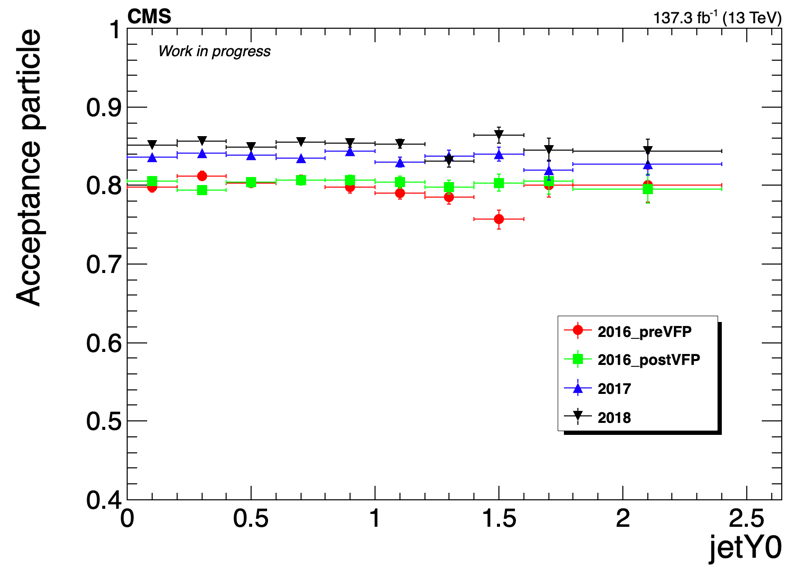 CMS
137.3 fb⁻¹ (13 TeV)
Work in progress
Acceptance particle
1
0.9
0.8
0.7
0.6
0.5
0.4
2016_preVFP
2016_postVFP
2017
2018
0 0.5 1 1.5 2 2.5
jetY0